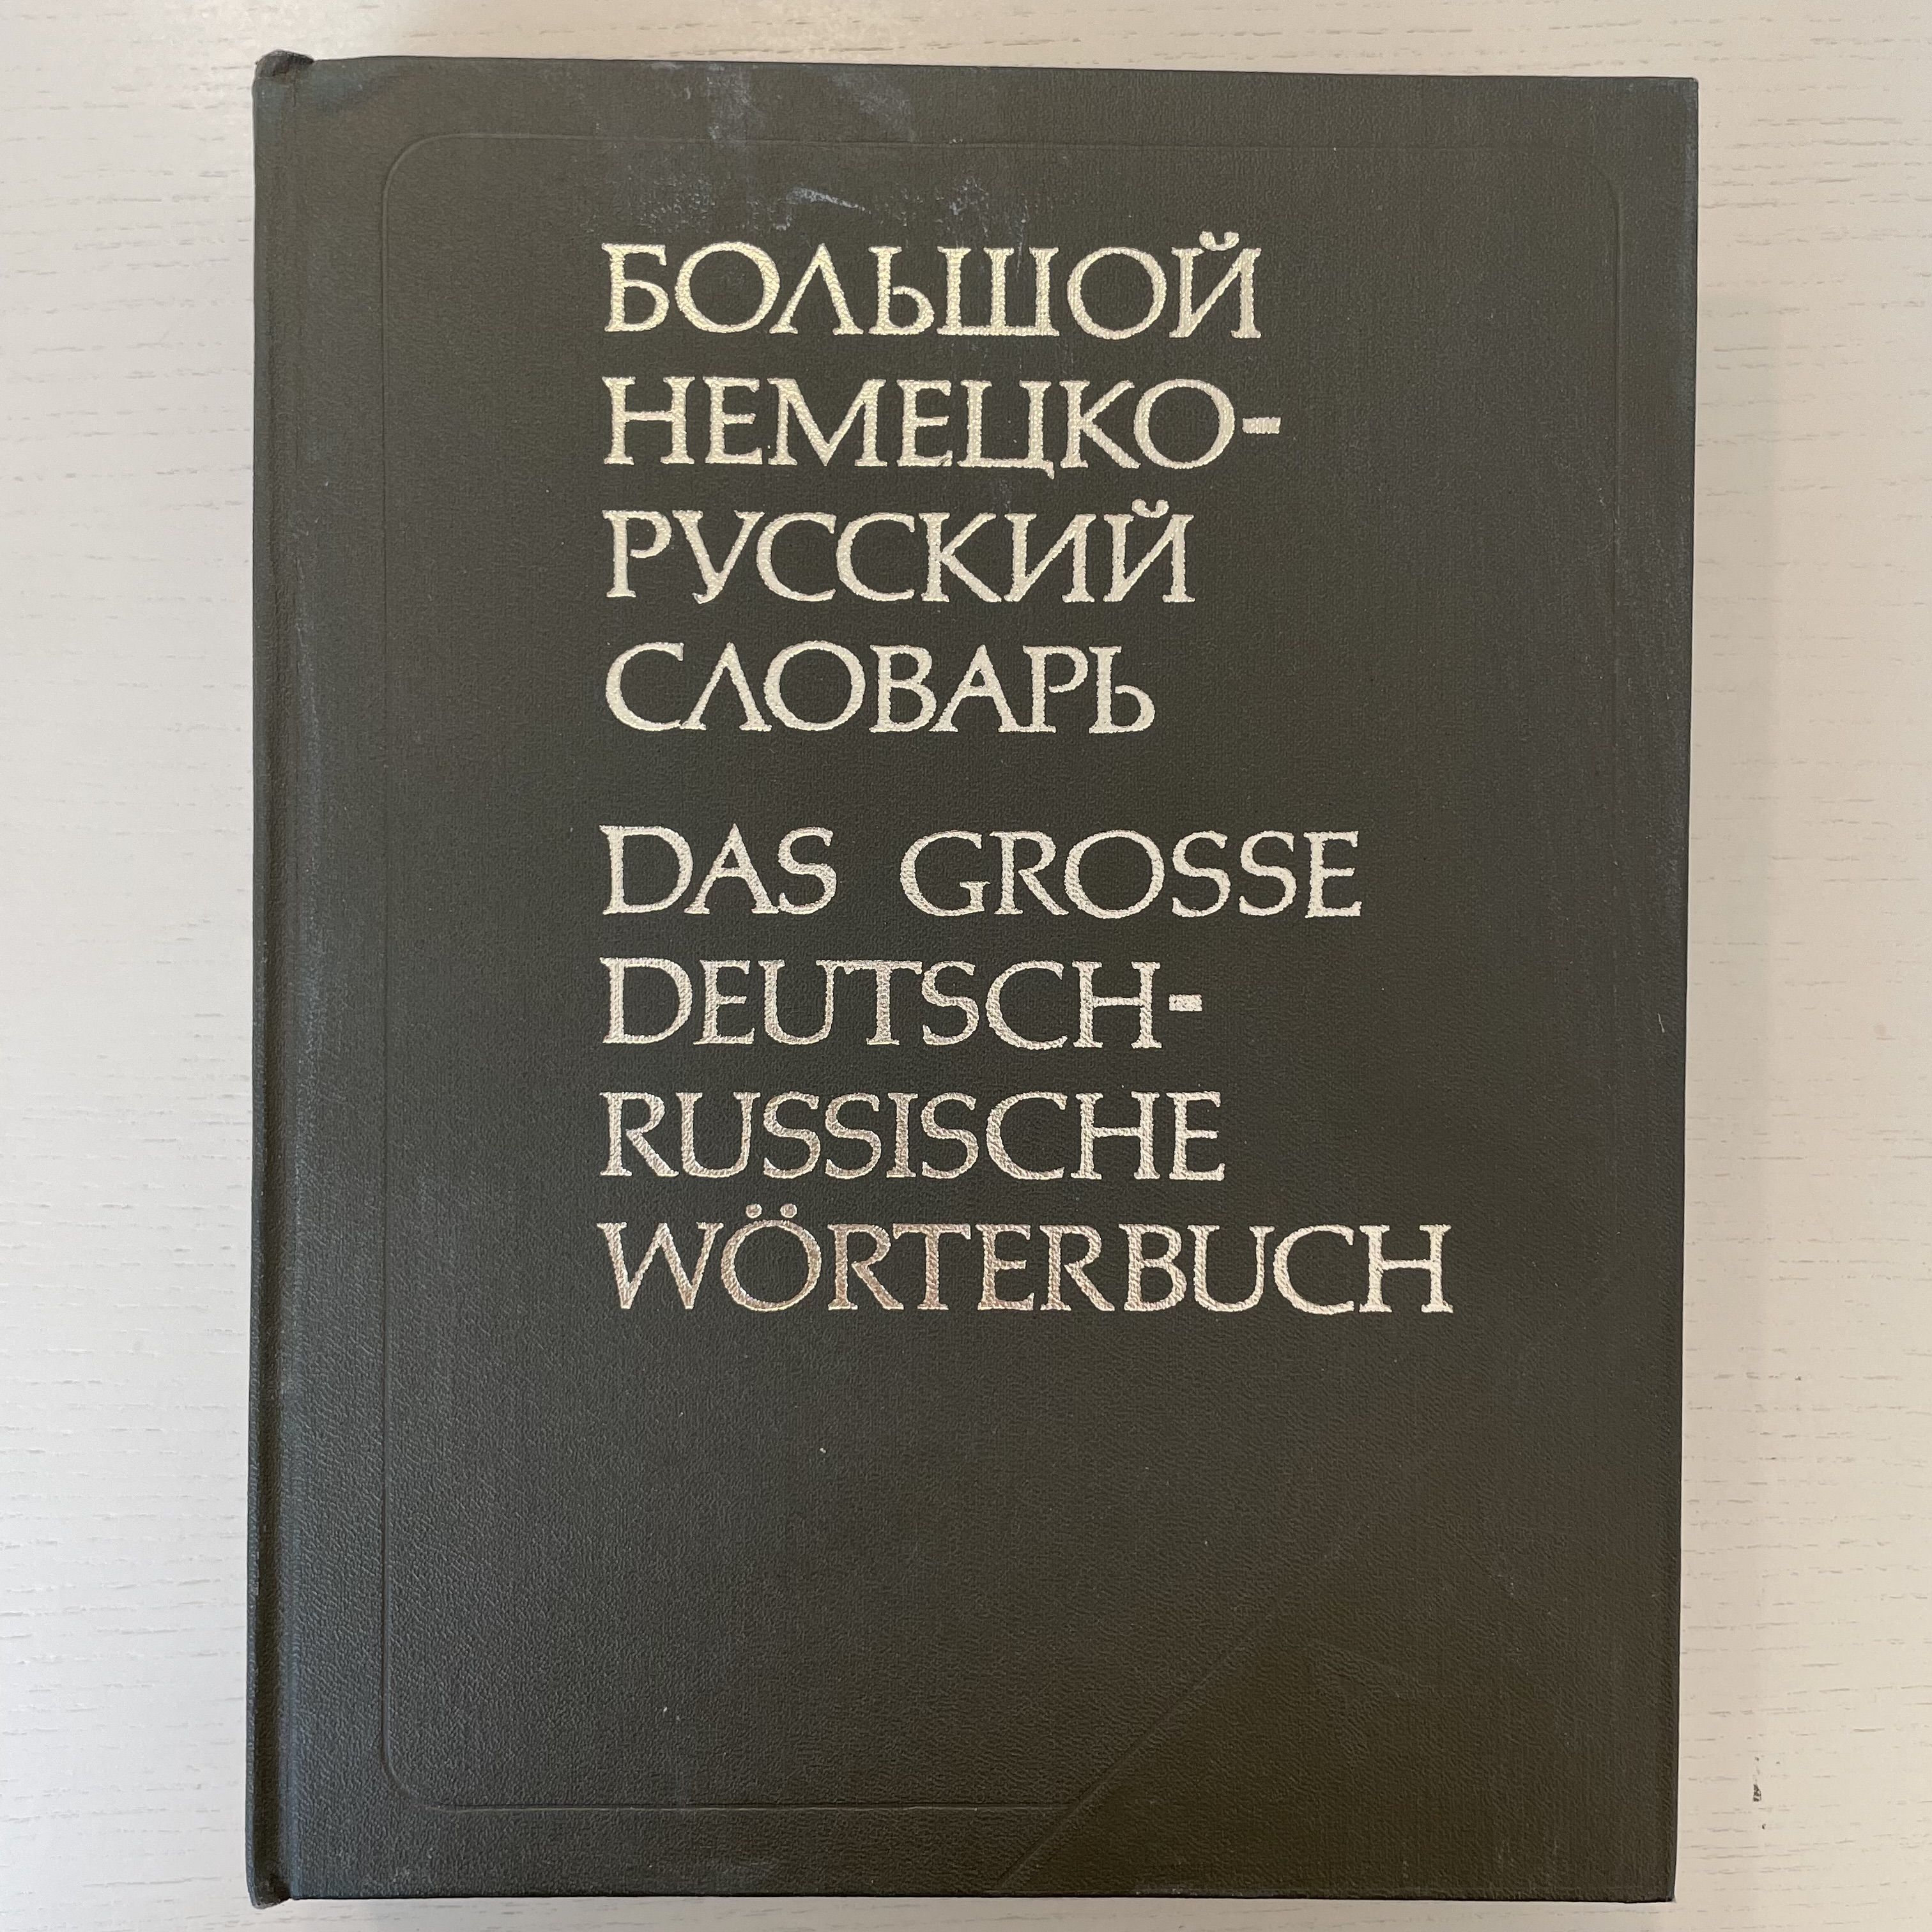 БОЛЬШОЙ
НЕМЕЦКО-
РУССКИЙ
СЛОВАРЬ
DAS GROSSE
DEUTSCH-
RUSSISCHE
WÖRTERBUCH